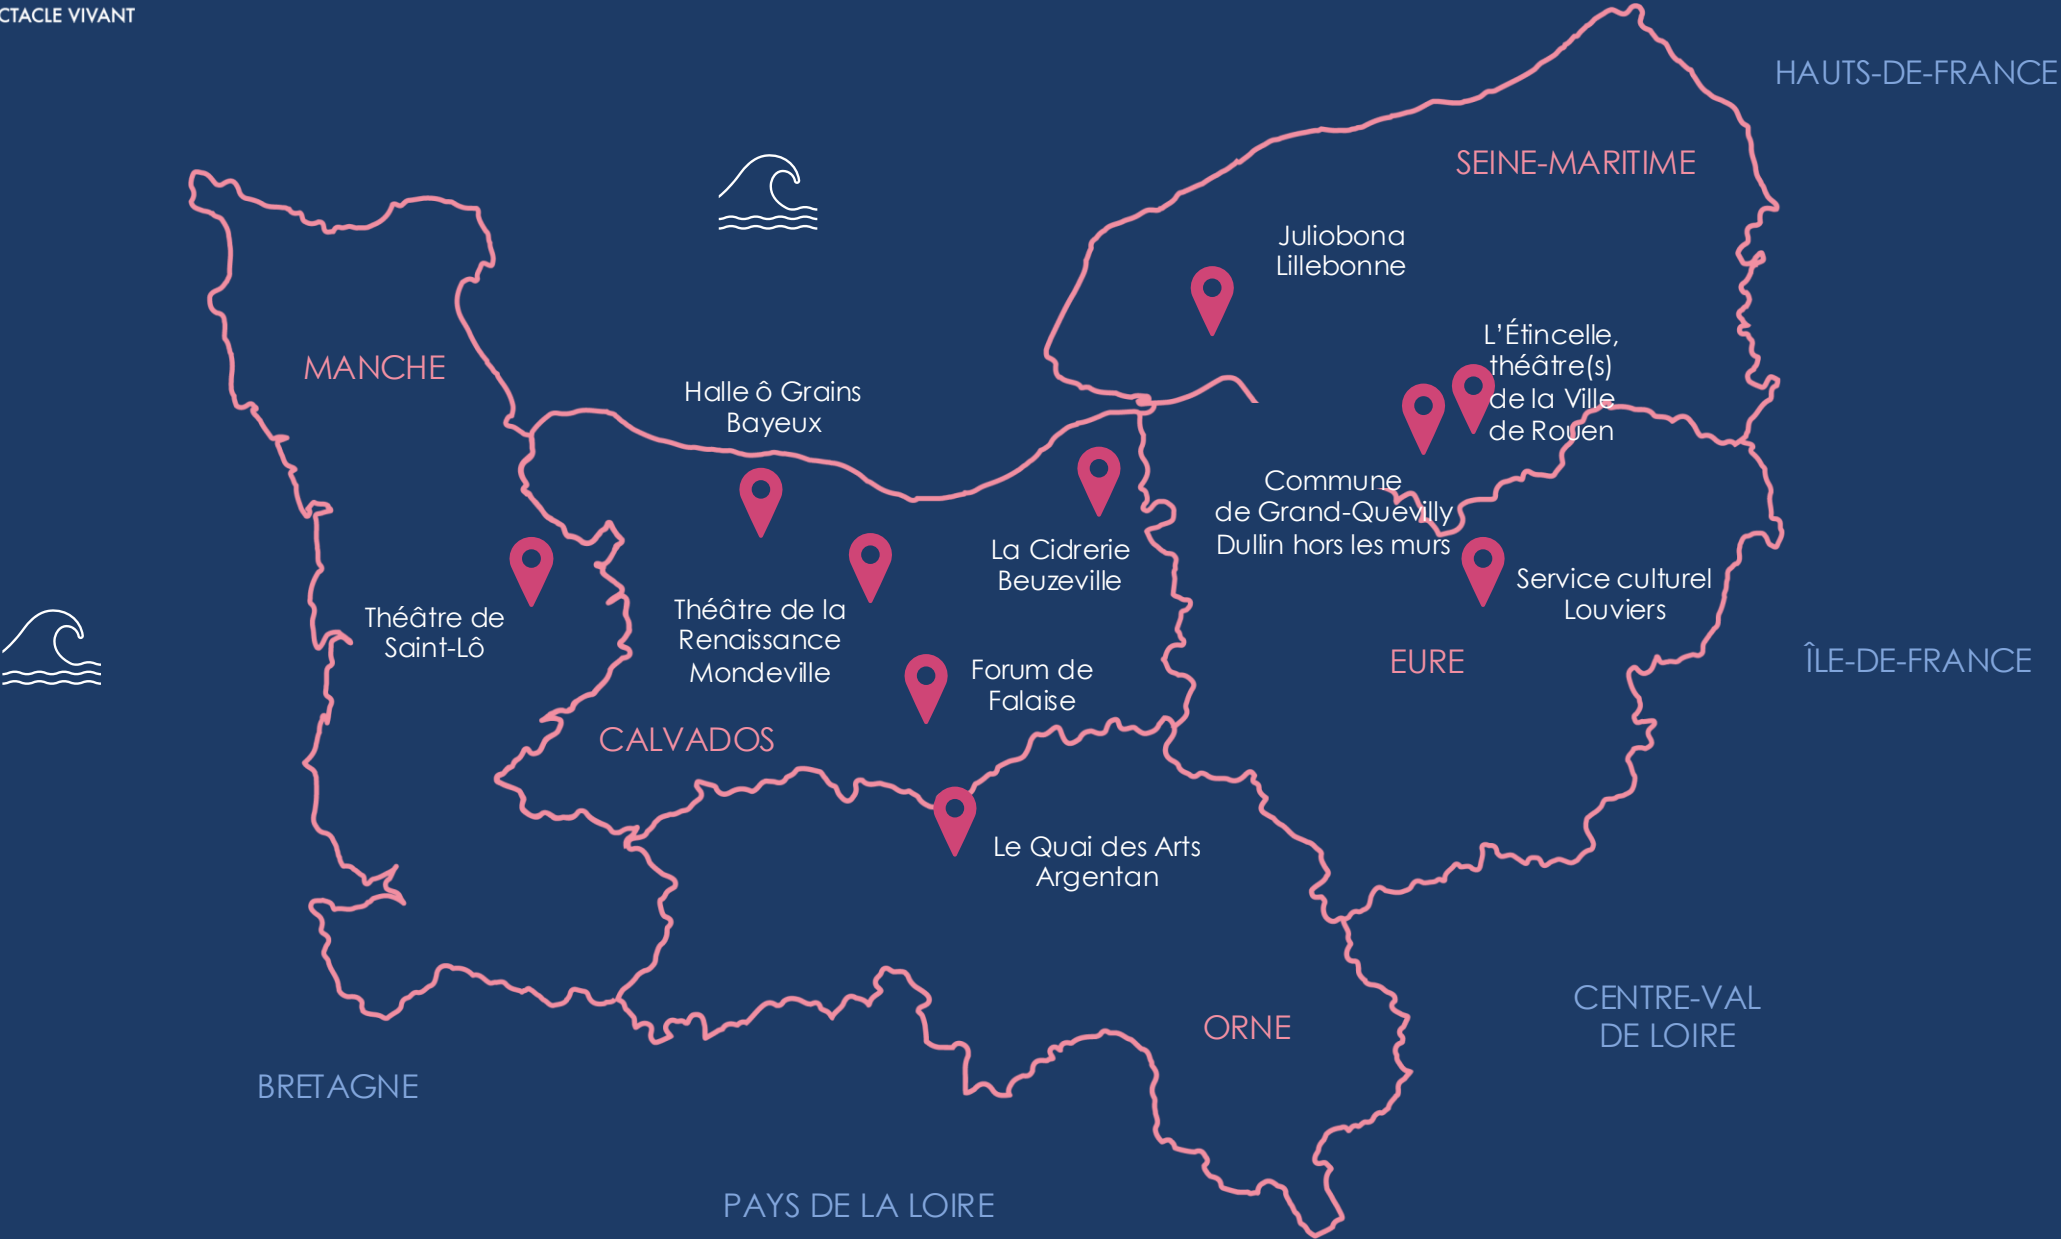 CTACLE VIVANT
HAUTS-DE-FRANCE
SEINE-MARITIME
Juliobona
Lillebonne
L’Étincelle,
théâtre(s)
de la Ville
de Rouen
MANCHE
Halle ô Grains
Bayeux
Commune
de Grand-Quevilly
Dullin hors les murs
La Cidrerie
Beuzeville
Service culturel
Louviers
Théâtre de
Saint-Lô
Théâtre de la
Renaissance
Mondeville
Forum de
Falaise
EURE
ÎLE-DE-FRANCE
CALVADOS
Le Quai des Arts
Argentan
ORNE
CENTRE-VAL
DE LOIRE
BRETAGNE
PAYS DE LA LOIRE